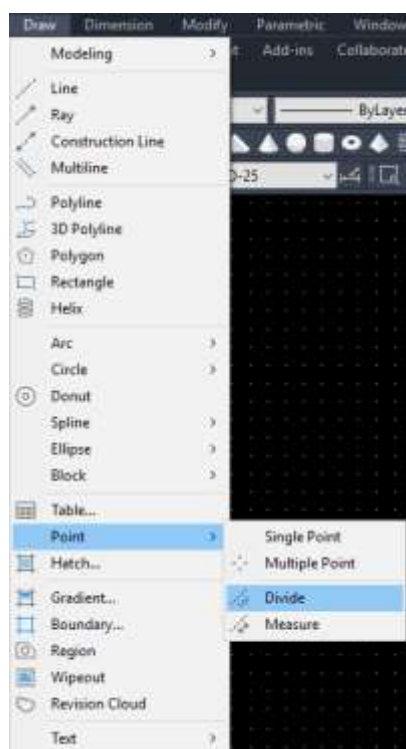 Draw Dimension Modify Parametric Window
Modeling
Add-ins Collaborat
Line
Ray
ByLayer
Construction Line
Multiline
D-25
Polyline
3D Polyline
Polygon
Rectangle
Helix
Arc
Circle
Donut
Spline
Ellipse
Block
Table...
Point
Single Point
Hatch...
Multiple Point
Gradient...
Divide
Boundary...
Measure
Region
Wipeout
Revision Cloud
Text